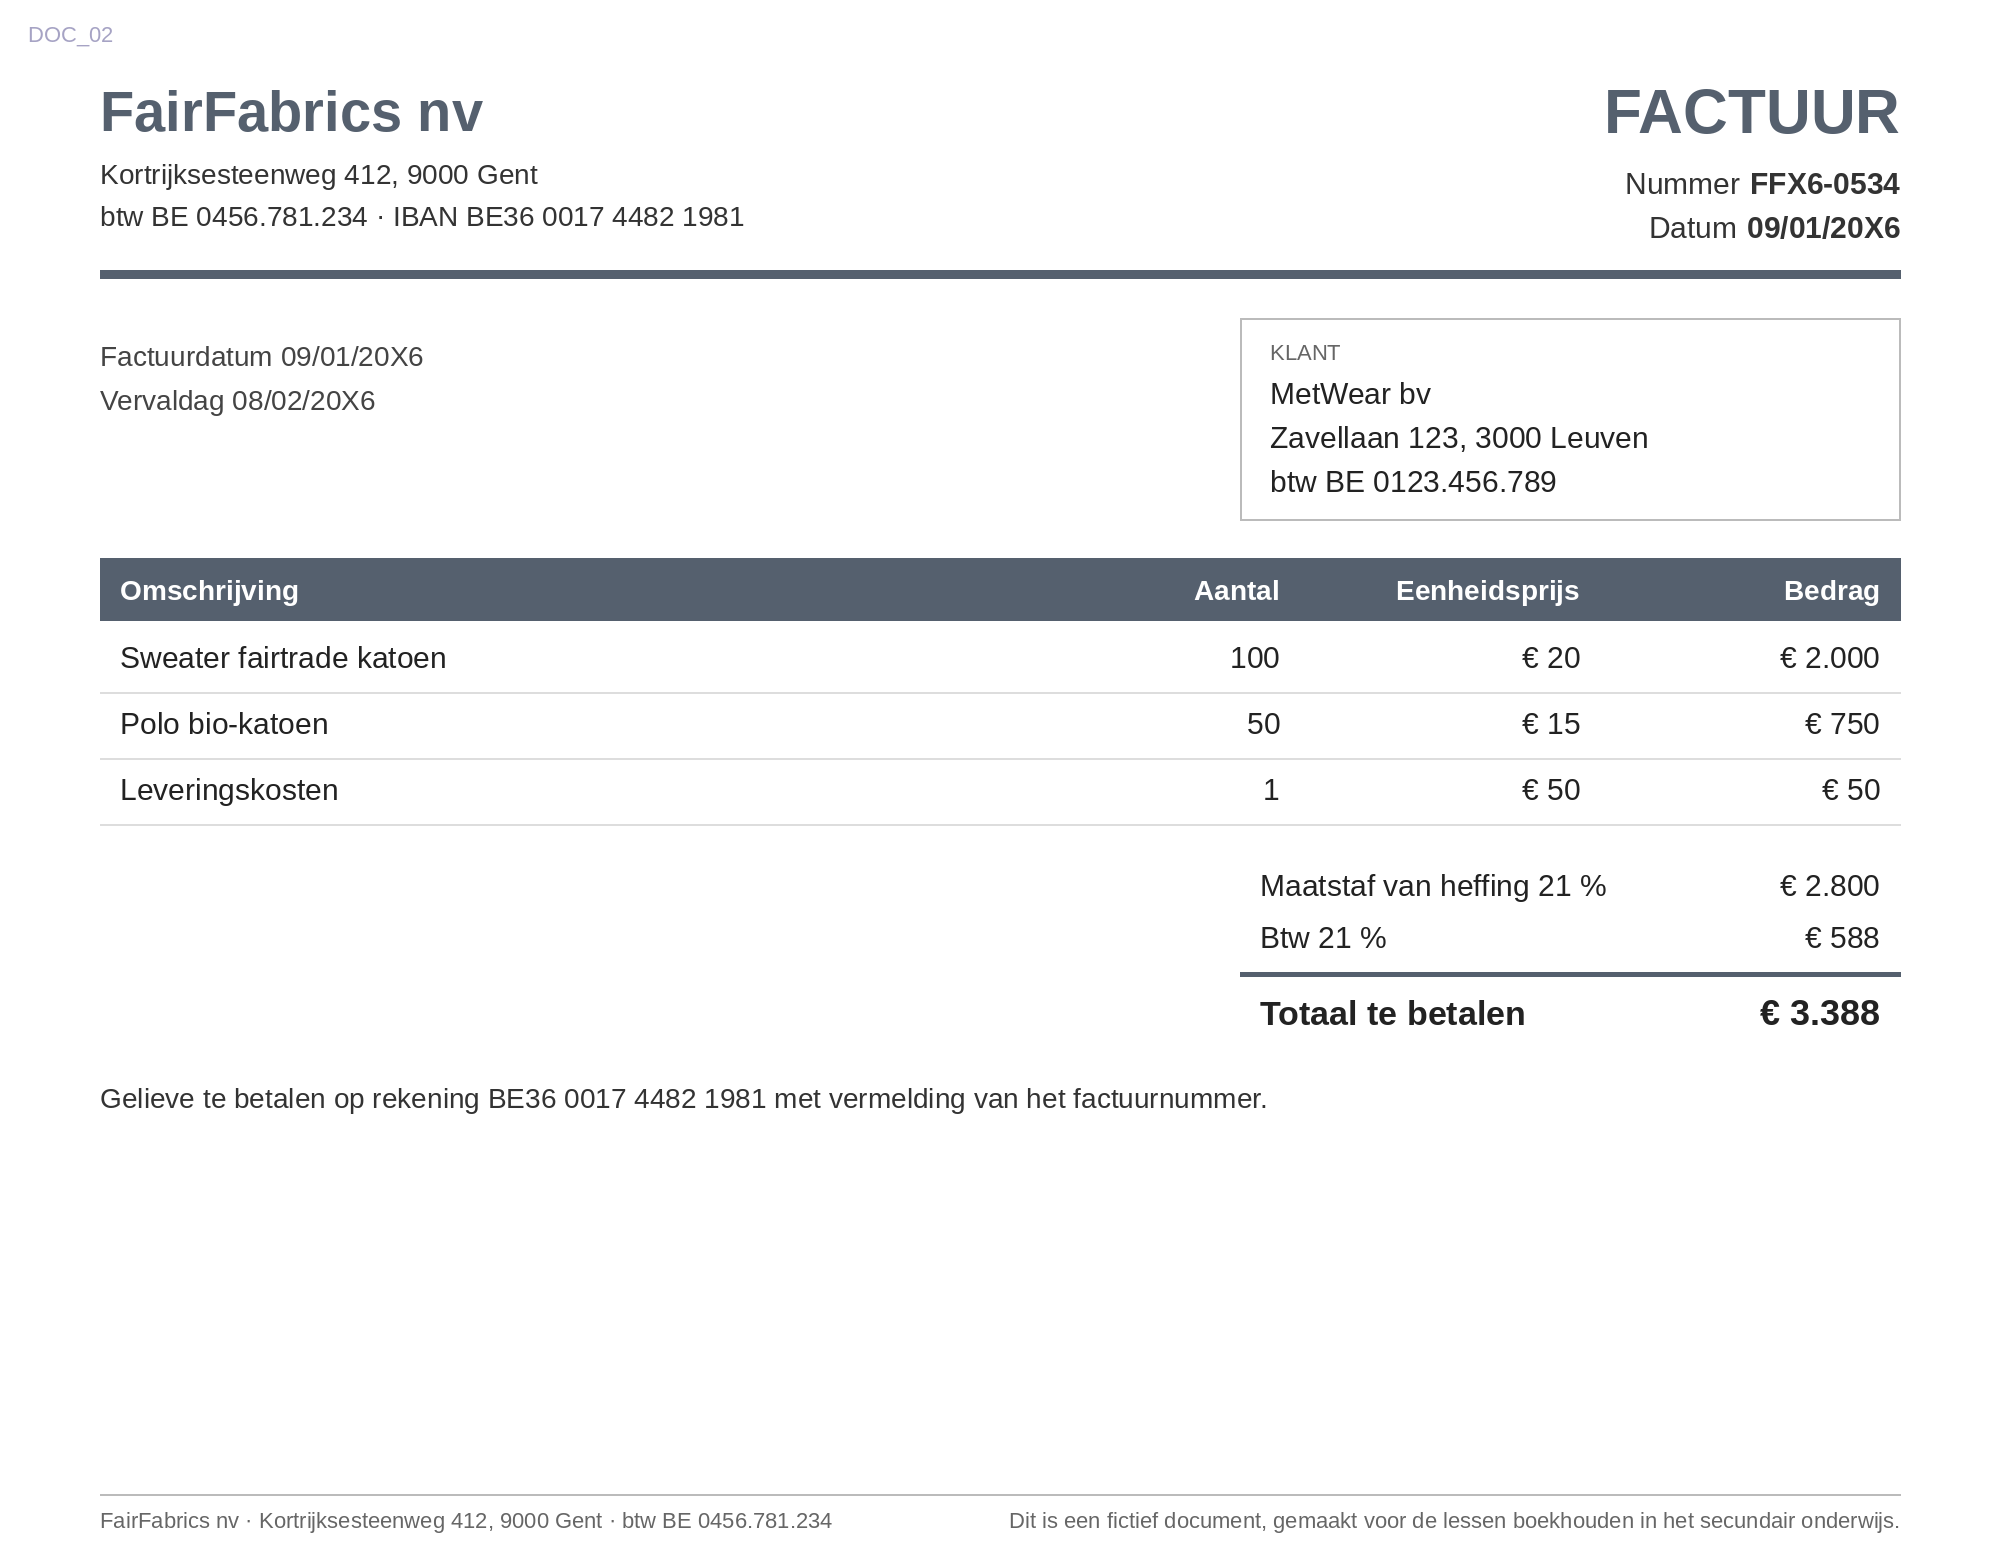 DOC_02
FairFabrics nv
Kortrijksesteenweg 412, 9000 Gent
btw BE 0456.781.234 · IBAN BE36 0017 4482 1981
FACTUUR
Nummer FFX6-0534
Datum 09/01/20X6
Factuurdatum 09/01/20X6
Vervaldag 08/02/20X6
KLANT
MetWear bv
Zavellaan 123, 3000 Leuven
btw BE 0123.456.789
Omschrijving Aantal Eenheidsprijs Bedrag
Sweater fairtrade katoen 100 € 20 € 2.000
Polo bio-katoen 50 € 15 € 750
Leveringskosten 1 € 50 € 50
Maatstaf van heffing 21 % € 2.800
Btw 21 % € 588
Totaal te betalen € 3.388
Gelieve te betalen op rekening BE36 0017 4482 1981 met vermelding van het factuurnummer.
FairFabrics nv · Kortrijksesteenweg 412, 9000 Gent · btw BE 0456.781.234
Dit is een fictief document, gemaakt voor de lessen boekhouden in het secundair onderwijs.